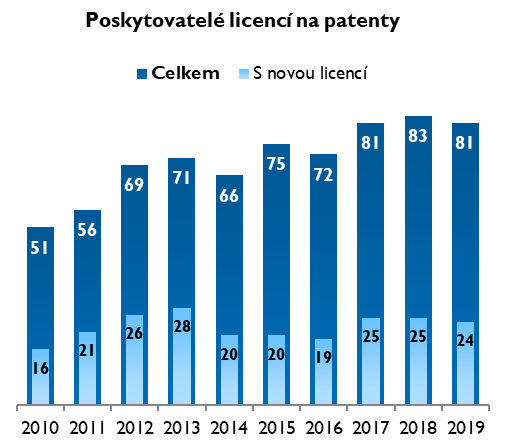 Poskytovatelé licencí na patenty
Celkem S novou licencí
51 56 69 71 66 75 72 81 83 81
16 21 26 28 20 20 19 25 25 24
2010 2011 2012 2013 2014 2015 2016 2017 2018 2019